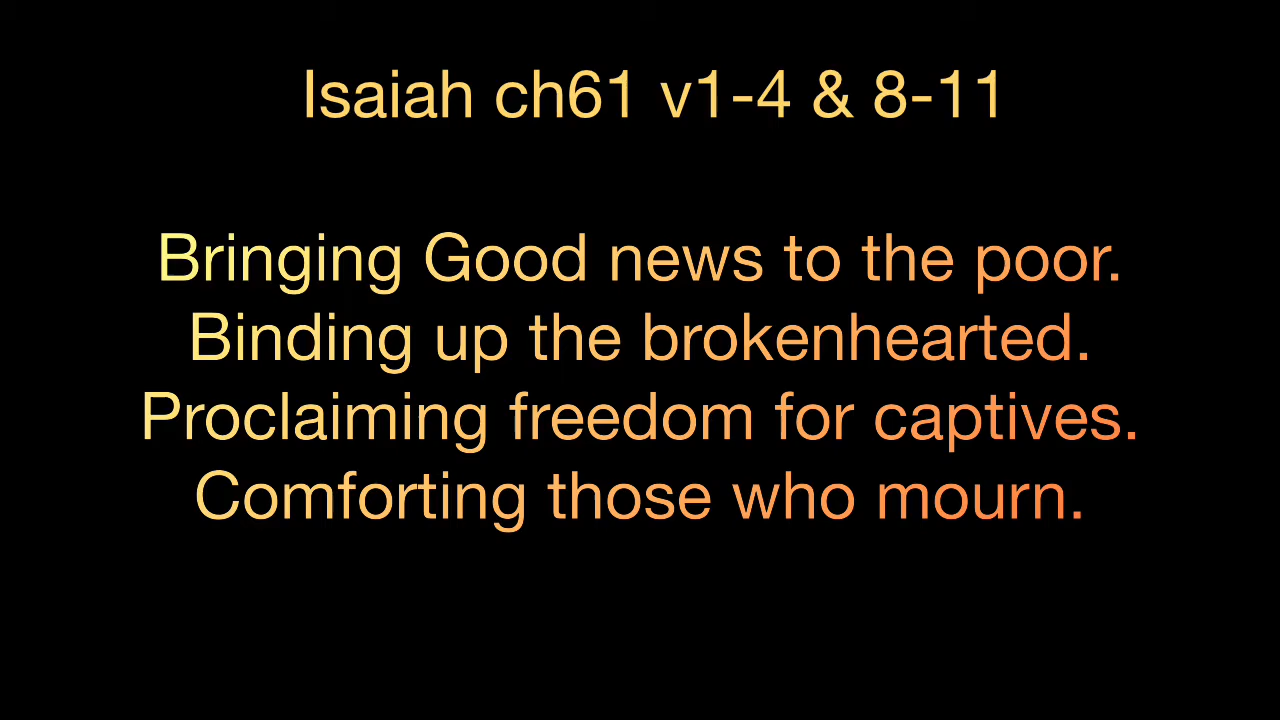 Isaiah ch61 v1-4 & 8-11
Bringing Good news to the poor.
Binding up the brokenhearted.
Proclaiming freedom for captives.
Comforting those who mourn.